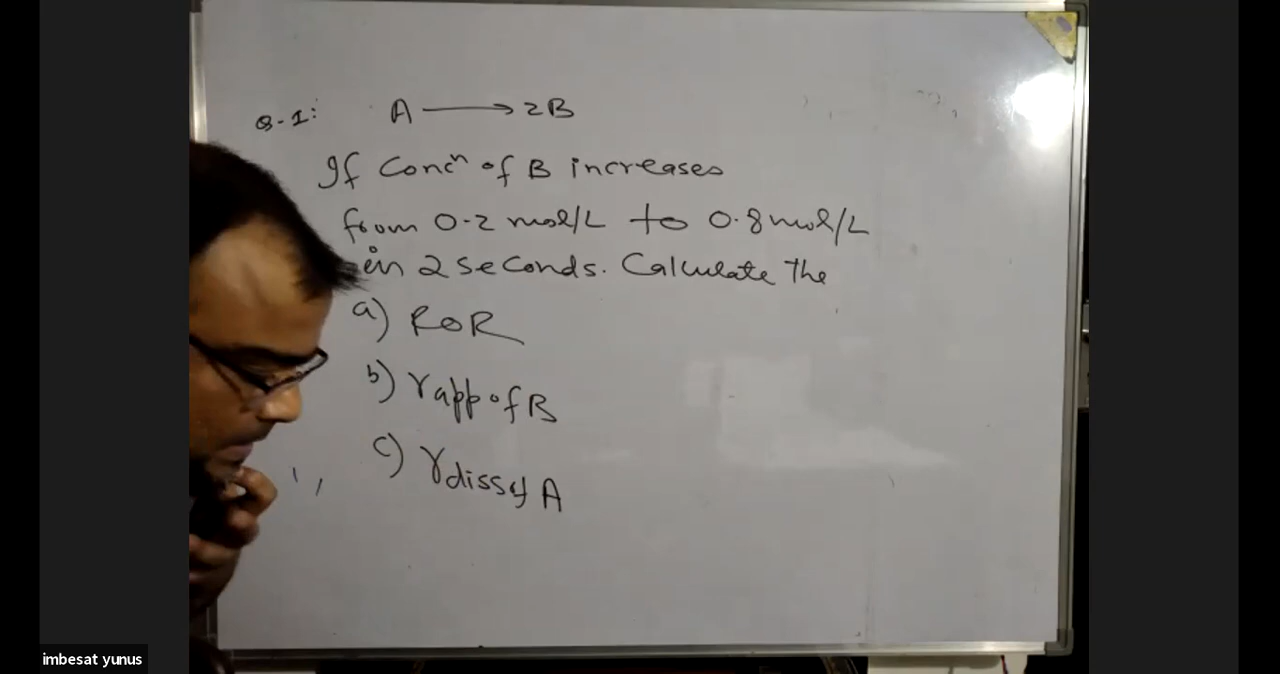 Q-1: A ⟶ 2B
If Concⁿ of B increases
from 0.2 mol/L to 0.8 mol/L
in 2 seconds. Calculate the
a) ROR
b) r app of B
c) r diss of A
imbesat yunus